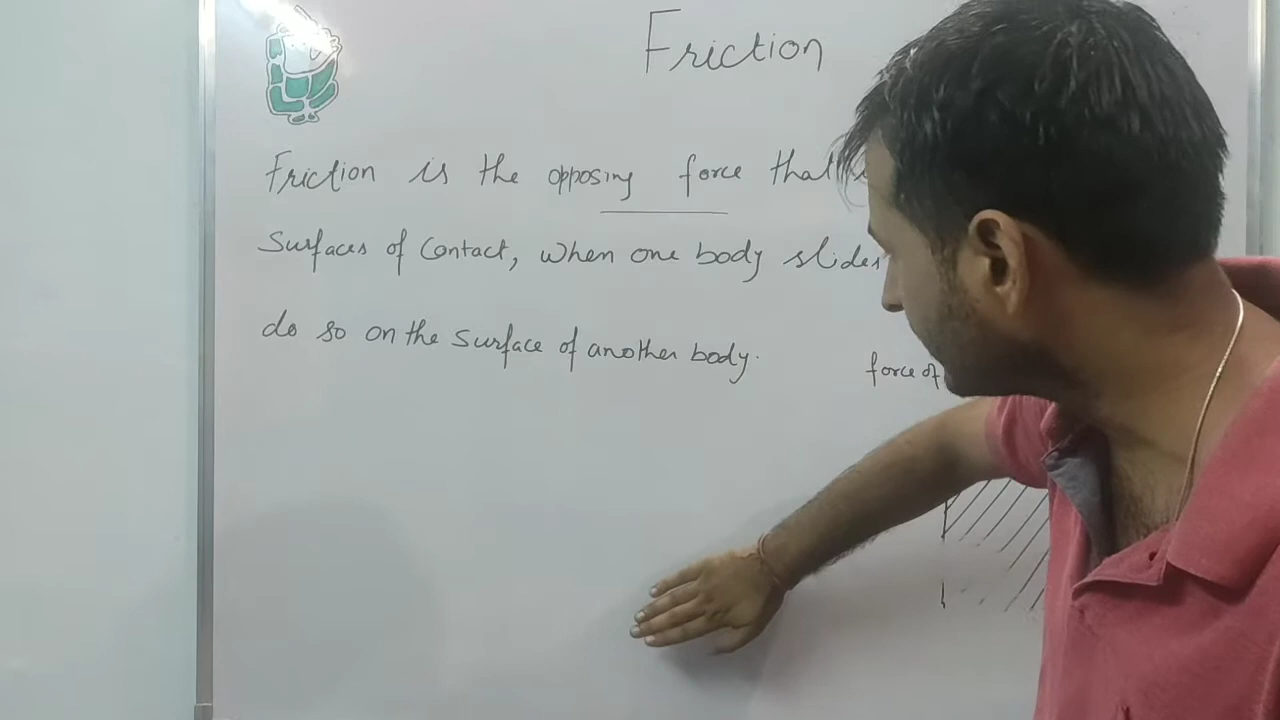 Friction
Friction is the opposing force that
Surfaces of Contact, when one body slides
do so on the surface of another body.
force of